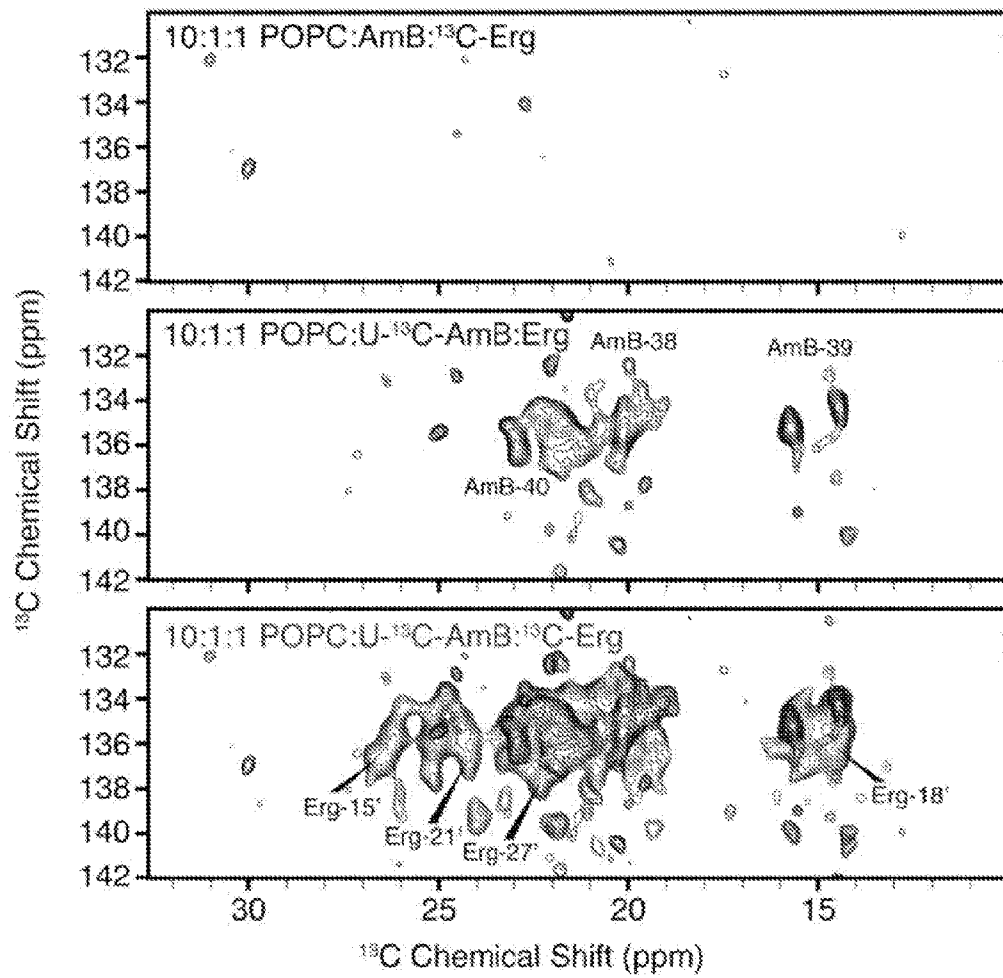 10:1:1 POPC:AmB:¹³C-Erg
132
134
136
138
140
142
10:1:1 POPC:U-¹³C-AmB:Erg
AmB-38
AmB-39
132
134
136
AmB-40
138
140
142
10:1:1 POPC:U-¹³C-AmB:¹³C-Erg
132
134
136
138
Erg-15'
Erg-21'
Erg-27'
Erg-18'
140
142
30
25
20
15
¹³C Chemical Shift (ppm)
¹³C Chemical Shift (ppm)